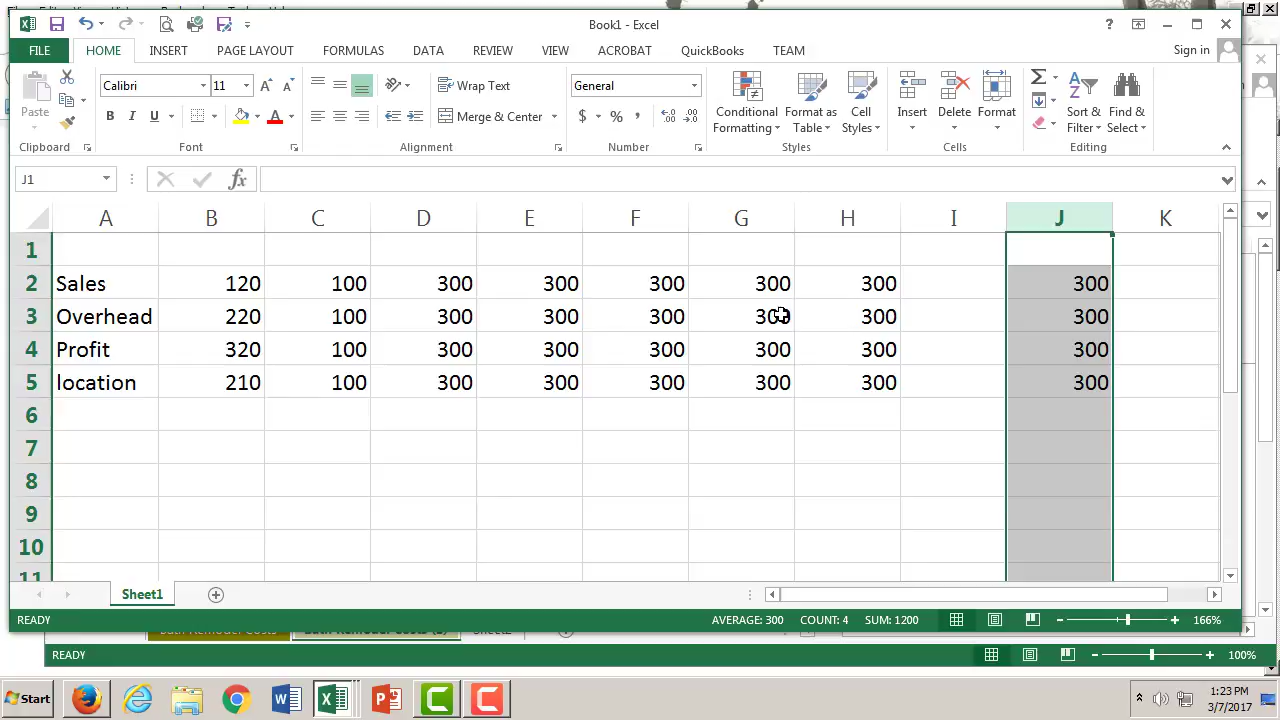 Book1 - Excel
FILE HOME INSERT PAGE LAYOUT FORMULAS DATA REVIEW VIEW ACROBAT QuickBooks TEAM Sign in
Calibri 11 Wrap Text General
Paste B I U Merge & Center $ % , Conditional Formatting Format as Table Cell Styles Insert Delete Format Sort & Filter Find & Select
Clipboard Font Alignment Number Styles Cells Editing
J1 fx
A B C D E F G H I J K
1
2 Sales 120 100 300 300 300 300 300 300
3 Overhead 220 100 300 300 300 300 300 300
4 Profit 320 100 300 300 300 300 300 300
5 location 210 100 300 300 300 300 300 300
6
7
8
9
10
11
Sheet1
READY AVERAGE: 300 COUNT: 4 SUM: 1200 166%
READY 100%
Start 1:23 PM
3/7/2017